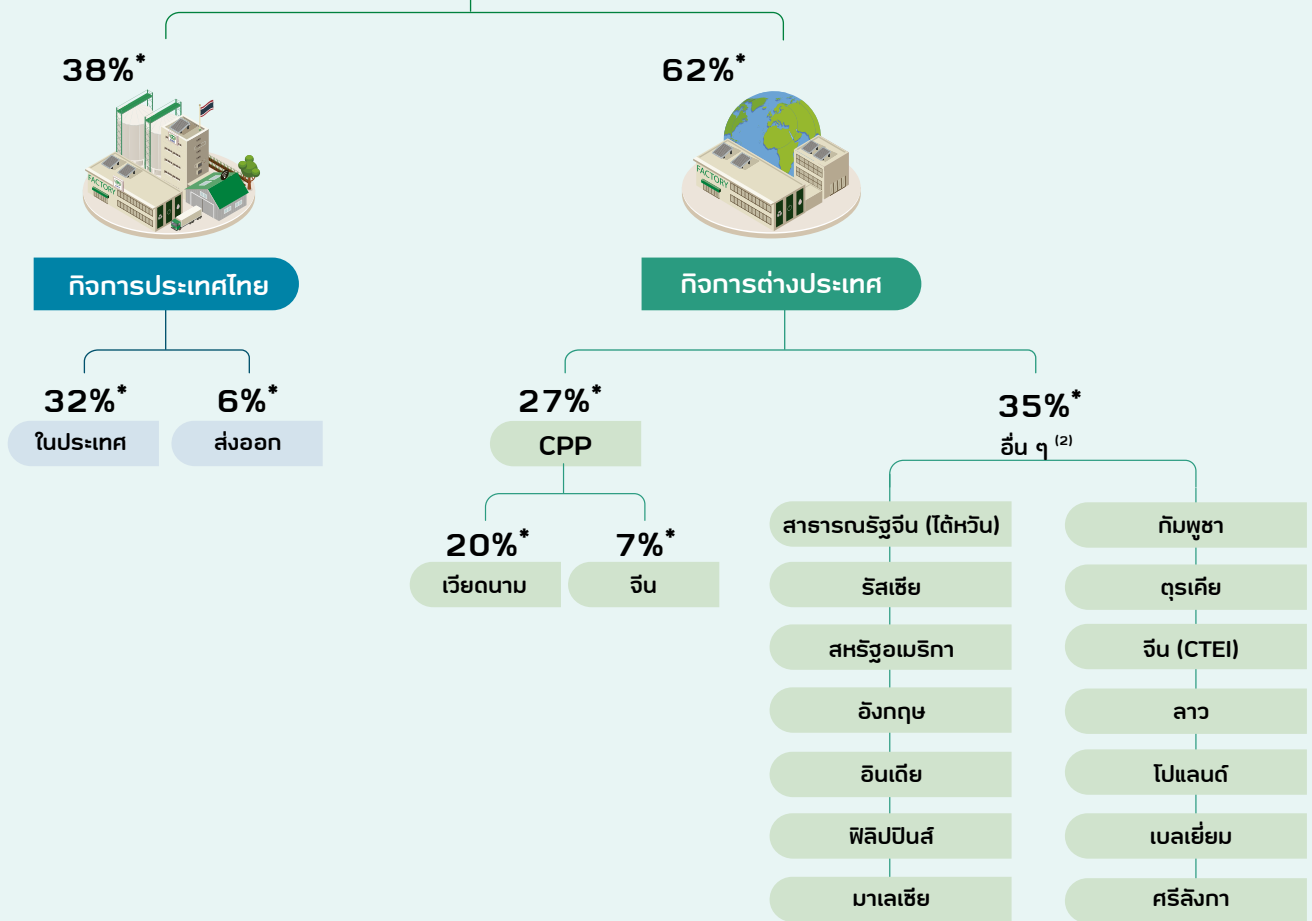 38%*
62%*
FACTORY
FACTORY
กิจการประเทศไทย
กิจการต่างประเทศ
32%*
6%*
27%*
35%*
ในประเทศ
ส่งออก
CPP
อื่น ๆ (2)
20%*
7%*
เวียดนาม
จีน
สาธารณรัฐจีน (ไต้หวัน)
รัสเซีย
สหรัฐอเมริกา
อังกฤษ
อินเดีย
ฟิลิปปินส์
มาเลเซีย
กัมพูชา
ตุรเคีย
จีน (CTEI)
ลาว
โปแลนด์
เบลเยี่ยม
ศรีลังกา